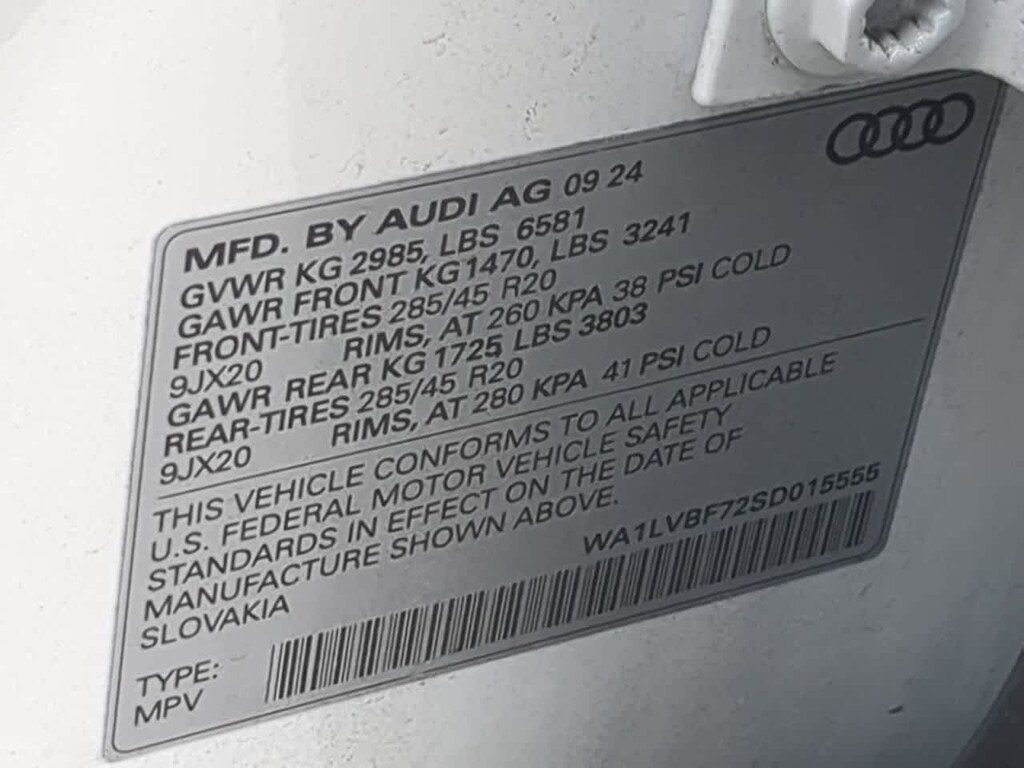 MFD. BY AUDI AG 09 24
GVWR KG 2985, LBS 6581
GAWR FRONT KG1470, LBS 3241
FRONT-TIRES 285/45 R20
9JX20 RIMS, AT 260 KPA 38 PSI COLD
GAWR REAR KG 1725 LBS 3803
REAR-TIRES 285/45 R20
9JX20 RIMS, AT 280 KPA 41 PSI COLD
THIS VEHICLE CONFORMS TO ALL APPLICABLE
U.S. FEDERAL MOTOR VEHICLE SAFETY
STANDARDS IN EFFECT ON THE DATE OF
MANUFACTURE SHOWN ABOVE.
SLOVAKIA
WA1LVBF72SD015555
TYPE:
MPV